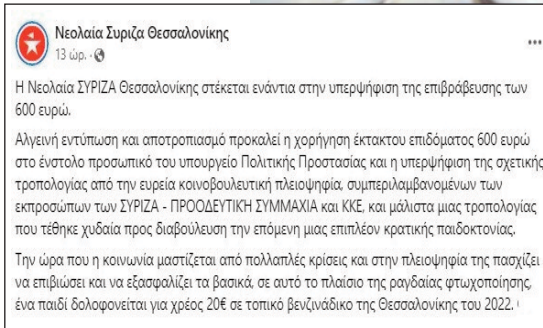 Νεολαία Συριζα Θεσσαλονίκης
13 ώρ. ·
Η Νεολαία ΣΥΡΙΖΑ Θεσσαλονίκης στέκεται ενάντια στην υπερψήφιση της επιβράβευσης των
600 ευρώ.
Αλγεινή εντύπωση και αποτροπιασμό προκαλεί η χορήγηση έκτακτου επιδόματος 600 ευρώ
στο ένστολο προσωπικό του υπουργείο Πολιτικής Προστασίας και η υπερψήφιση της σχετικής
τροπολογίας από την ευρεία κοινοβουλευτική πλειοψηφία, συμπεριλαμβανομένων των
εκπροσώπων των ΣΥΡΙΖΑ - ΠΡΟΟΔΕΥΤΙΚΗ ΣΥΜΜΑΧΙΑ και ΚΚΕ, και μάλιστα μιας τροπολογίας
που τέθηκε χυδαία προς διαβούλευση την επόμενη μιας επιπλέον κρατικής παιδοκτονίας.
Την ώρα που η κοινωνία μαστίζεται από πολλαπλές κρίσεις και στην πλειοψηφία της πασχίζει
να επιβιώσει και να εξασφαλίζει τα βασικά, σε αυτό το πλαίσιο της ραγδαίας φτωχοποίησης,
ένα παιδί δολοφονείται για χρέος 20€ σε τοπικό βενζινάδικο της Θεσσαλονίκης του 2022.